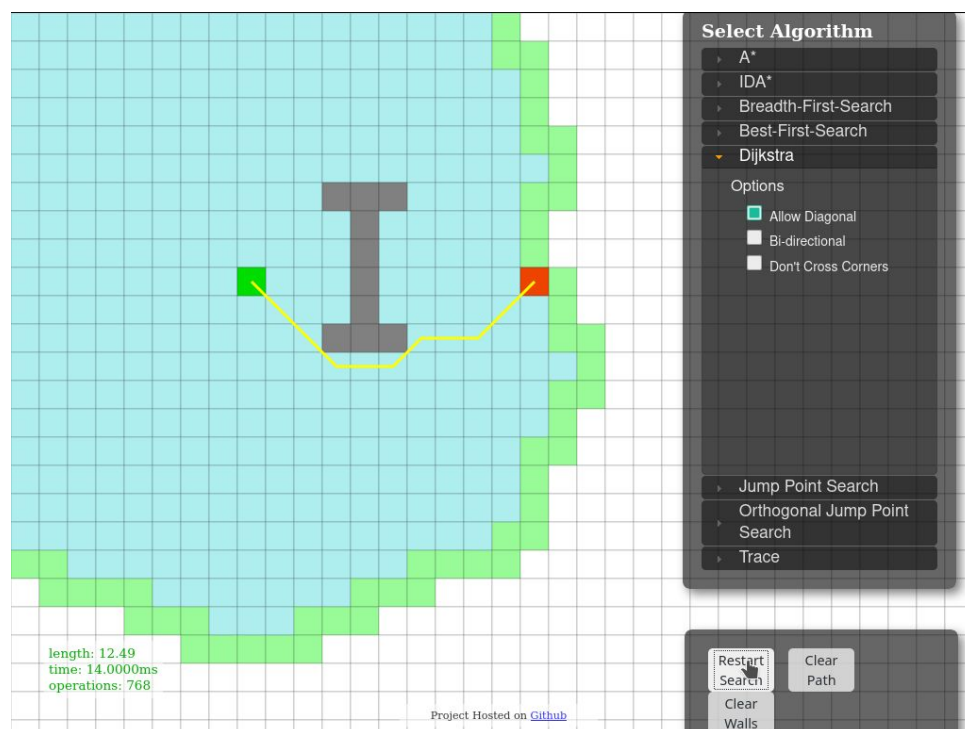 Select Algorithm
A*
IDA*
Breadth-First-Search
Best-First-Search
Dijkstra
Options
Allow Diagonal
Bi-directional
Don't Cross Corners
Jump Point Search
Orthogonal Jump Point
Search
Trace
length: 12.49
time: 14.0000ms
operations: 768
Restart
Search
Clear
Path
Clear
Walls
Project Hosted on Github